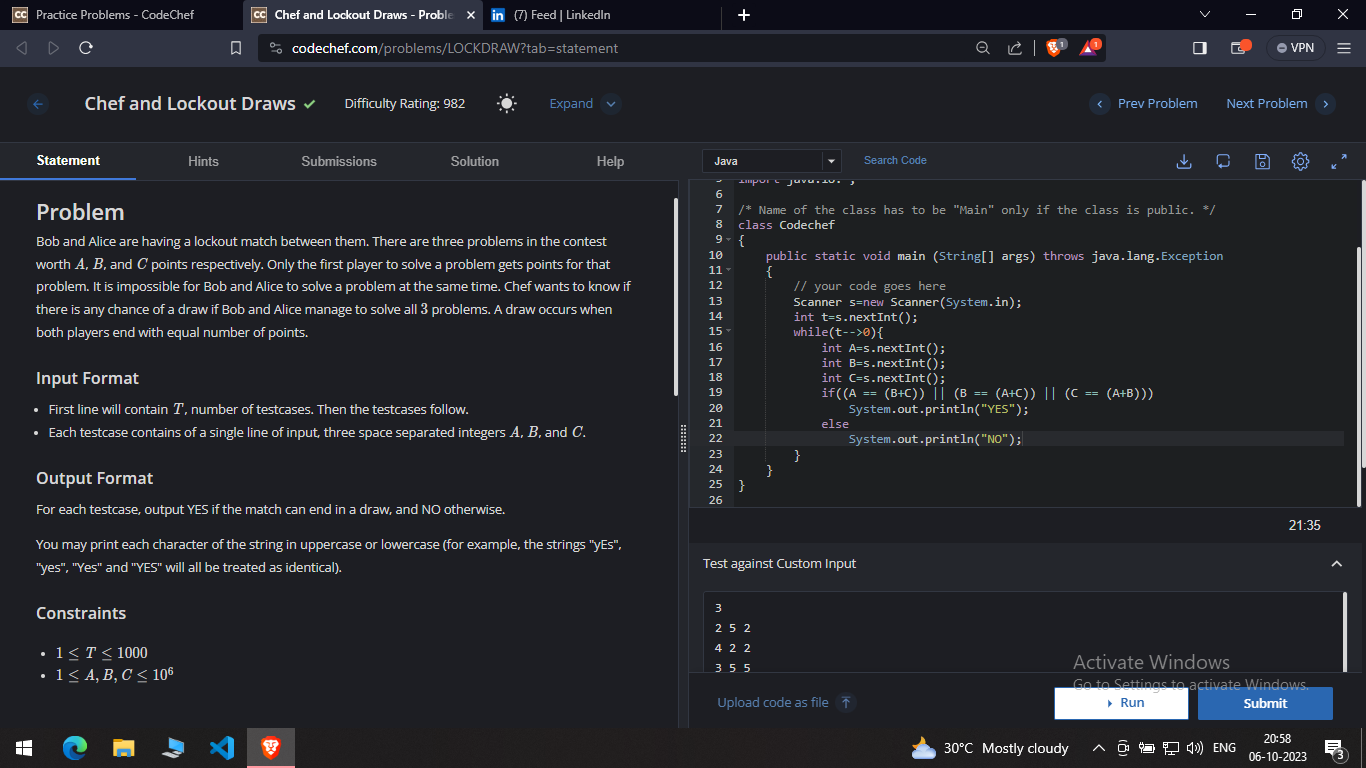 Practice Problems - CodeChef
Chef and Lockout Draws - Proble
(7) Feed | LinkedIn
codechef.com/problems/LOCKDRAW?tab=statement
1
1
VPN
Chef and Lockout Draws
Difficulty Rating: 982
Expand
Prev Problem
Next Problem
Statement
Hints
Submissions
Solution
Help
Problem
Bob and Alice are having a lockout match between them. There are three problems in the contest
worth A, B, and C points respectively. Only the first player to solve a problem gets points for that
problem. It is impossible for Bob and Alice to solve a problem at the same time. Chef wants to know if
there is any chance of a draw if Bob and Alice manage to solve all 3 problems. A draw occurs when
both players end with equal number of points.
Input Format
• First line will contain T, number of testcases. Then the testcases follow.
• Each testcase contains of a single line of input, three space separated integers A, B, and C.
Output Format
For each testcase, output YES if the match can end in a draw, and NO otherwise.
You may print each character of the string in uppercase or lowercase (for example, the strings "yEs",
"yes", "Yes" and "YES" will all be treated as identical).
Constraints
• 1 ≤ T ≤ 1000
• 1 ≤ A, B, C ≤ 10⁶
Java
Search Code
6
7 /* Name of the class has to be "Main" only if the class is public. */
8 class Codechef
9 {
10 public static void main (String[] args) throws java.lang.Exception
11 {
12 // your code goes here
13 Scanner s=new Scanner(System.in);
14 int t=s.nextInt();
15 while(t-->0){
16 int A=s.nextInt();
17 int B=s.nextInt();
18 int C=s.nextInt();
19 if((A == (B+C)) || (B == (A+C)) || (C == (A+B)))
20 System.out.println("YES");
21 else
22 System.out.println("NO");
23 }
24 }
25 }
26
21:35
Test against Custom Input
3
2 5 2
4 2 2
3 5 5
Activate Windows
Go to Settings to activate Windows.
Upload code as file
Run
Submit
30°C Mostly cloudy
ENG
20:58
06-10-2023
3